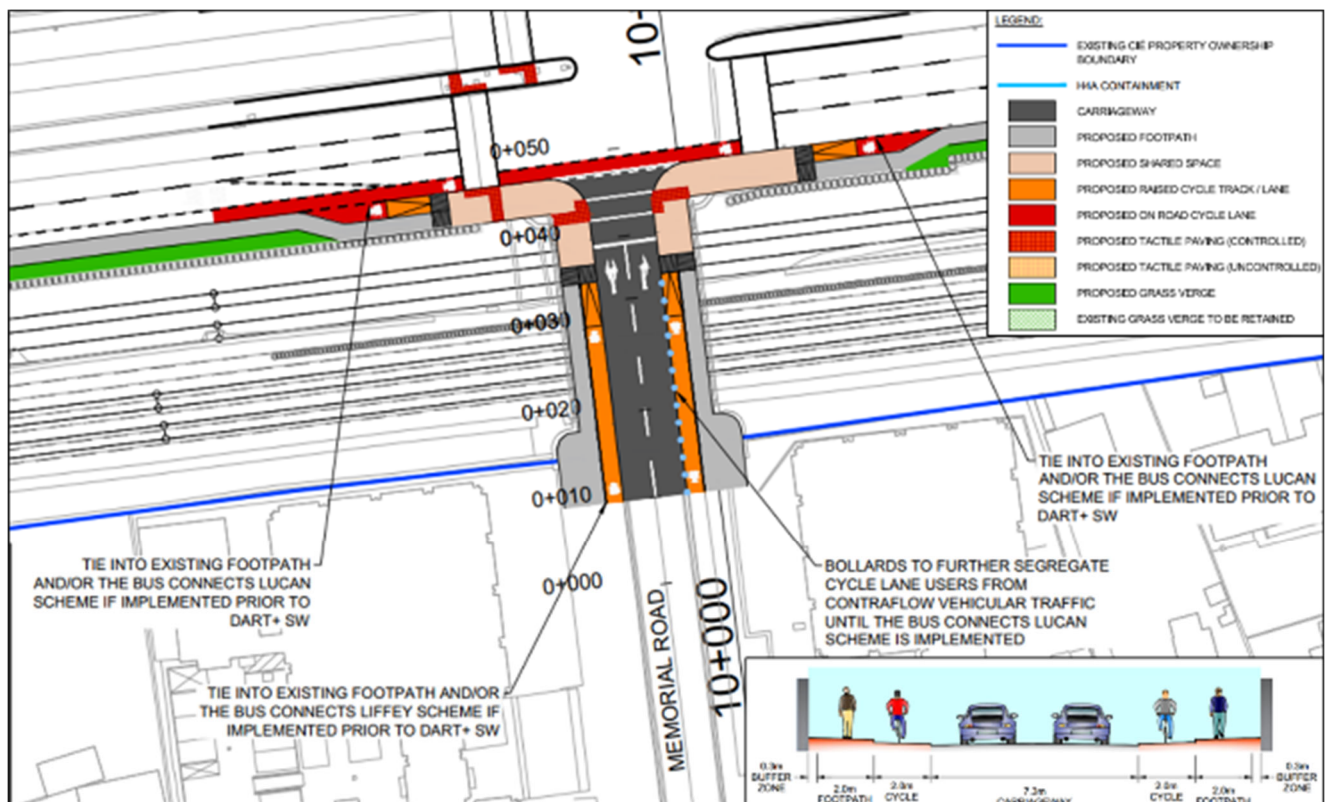 LEGEND:
EXISTING CIÉ PROPERTY OWNERSHIP
BOUNDARY
H4A CONTAINMENT
CARRIAGEWAY
PROPOSED FOOTPATH
PROPOSED SHARED SPACE
PROPOSED RAISED CYCLE TRACK / LANE
PROPOSED ON ROAD CYCLE LANE
PROPOSED TACTILE PAVING (CONTROLLED)
PROPOSED TACTILE PAVING (UNCONTROLLED)
PROPOSED GRASS VERGE
EXISTING GRASS VERGE TO BE RETAINED
10+
0+050
0+040
0+030
0+020
0+010
0+000
10+000
MEMORIAL ROAD
TIE INTO EXISTING FOOTPATH
AND/OR THE BUS CONNECTS LUCAN
SCHEME IF IMPLEMENTED PRIOR TO
DART+ SW
TIE INTO EXISTING FOOTPATH
AND/OR THE BUS CONNECTS LUCAN
SCHEME IF IMPLEMENTED PRIOR TO
DART+ SW
BOLLARDS TO FURTHER SEGREGATE
CYCLE LANE USERS FROM
CONTRAFLOW VEHICULAR TRAFFIC
UNTIL THE BUS CONNECTS LUCAN
SCHEME IS IMPLEMENTED
TIE INTO EXISTING FOOTPATH AND/OR
THE BUS CONNECTS LIFFEY SCHEME IF
IMPLEMENTED PRIOR TO DART+ SW
0.3m
BUFFER
ZONE
2.0m
FOOTPATH
2.0m
CYCLE
7.3m
CARRIAGEWAY
2.0m
CYCLE
2.0m
FOOTPATH
0.3m
BUFFER
ZONE